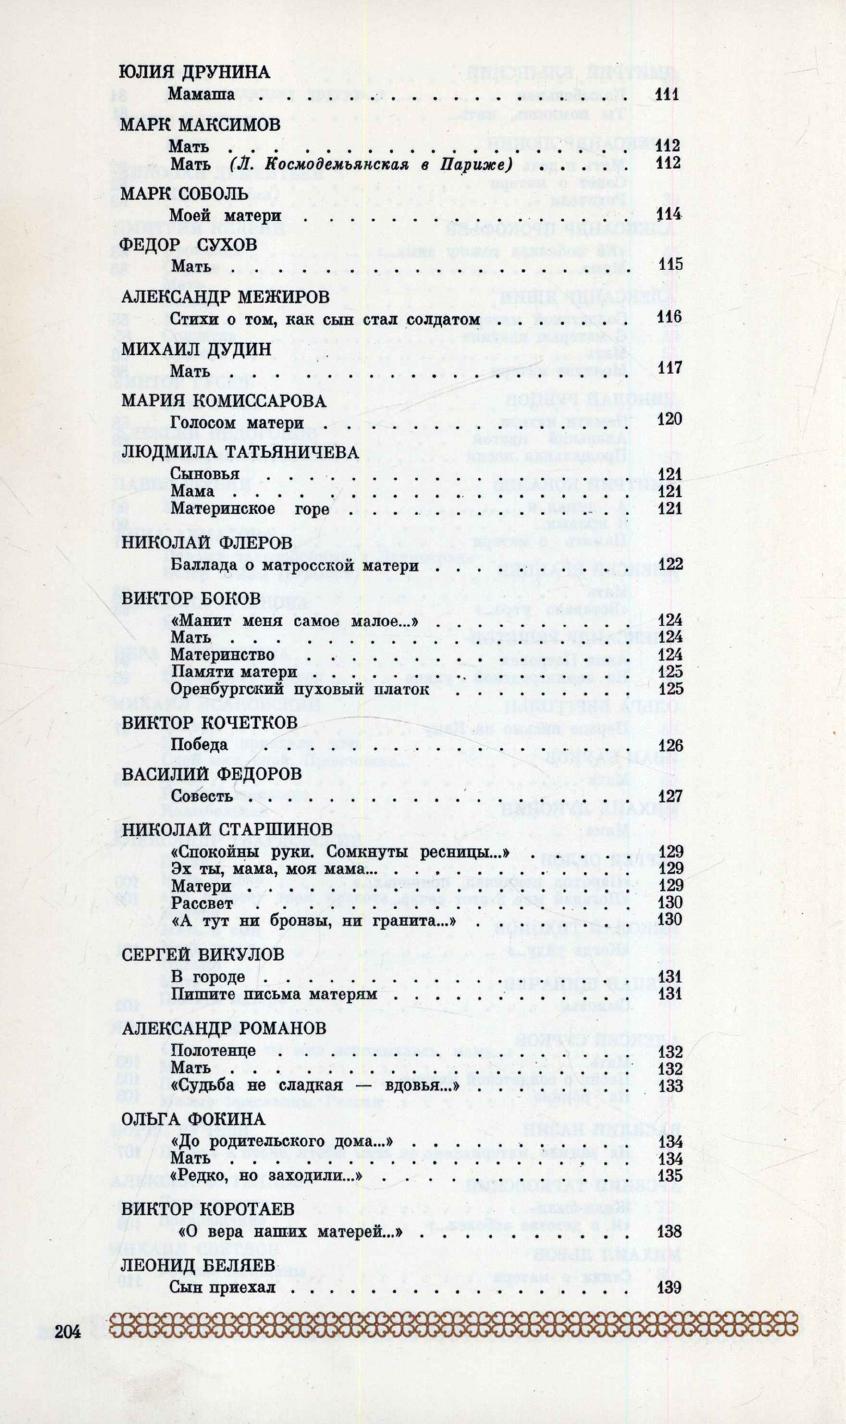 ЮЛИЯ ДРУНИНА
Мамаша . . . . . . . . . . . . . . 111
МАРК МАКСИМОВ
Мать . . . . . . . . . . . . . . . 112
Мать (Л. Космодемьянская в Париже) . . . . . 112
МАРК СОБОЛЬ
Моей матери . . . . . . . . . . . . . 114
ФЕДОР СУХОВ
Мать . . . . . . . . . . . . . . . 115
АЛЕКСАНДР МЕЖИРОВ
Стихи о том, как сын стал солдатом . . . . . . . 116
МИХАИЛ ДУДИН
Мать . . . . . . . . . . . . . . . 117
МАРИЯ КОМИССАРОВА
Голосом матери . . . . . . . . . . . . 120
ЛЮДМИЛА ТАТЬЯНИЧЕВА
Сыновья . . . . . . . . . . . . . . 121
Мама . . . . . . . . . . . . . . . 121
Материнское горе . . . . . . . . . . . 121
НИКОЛАЙ ФЛЕРОВ
Баллада о матросской матери . . . . . . . . . 122
ВИКТОР БОКОВ
«Манит меня самое малое...» . . . . . . . . . 124
Мать . . . . . . . . . . . . . . . 124
Материнство . . . . . . . . . . . . . 124
Памяти матери . . . . . . . . . . . . 125
Оренбургский пуховый платок . . . . . . . . 125
ВИКТОР КОЧЕТКОВ
Победа . . . . . . . . . . . . . . 126
ВАСИЛИЙ ФЕДОРОВ
Совесть . . . . . . . . . . . . . . 127
НИКОЛАЙ СТАРШИНОВ
«Спокойны руки. Сомкнуты ресницы...» . . . . . 129
Эх ты, мама, моя мама... . . . . . . . . . . 129
Матери . . . . . . . . . . . . . . 129
Рассвет . . . . . . . . . . . . . . 130
«А тут ни бронзы, ни гранита...» . . . . . . . 130
СЕРГЕЙ ВИКУЛОВ
В городе . . . . . . . . . . . . . . 131
Пишите письма матерям . . . . . . . . . . 131
АЛЕКСАНДР РОМАНОВ
Полотенце . . . . . . . . . . . . . 132
Мать . . . . . . . . . . . . . . . 132
«Судьба не сладкая — вдовья...» . . . . . . . 133
ОЛЬГА ФОКИНА
«До родительского дома...» . . . . . . . . . 134
Мать . . . . . . . . . . . . . . . 134
«Редко, но заходили...» . . . . . . . . . . 135
ВИКТОР КОРОТАЕВ
«О вера наших матерей...» . . . . . . . . . 138
ЛЕОНИД БЕЛЯЕВ
Сын приехал . . . . . . . . . . . . . 139
204